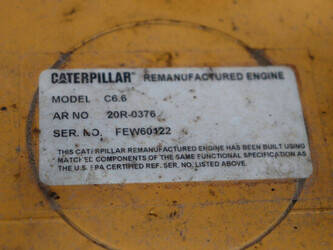 CATERPILLAR REMANUFACTURED ENGINE
MODEL C6.6
AR NO 20R-0376
SER. NO. FEW60122
THIS CATERPILLAR REMANUFACTURED ENGINE HAS BEEN BUILT USING
MATCHED COMPONENTS OF THE SAME FUNCTIONAL SPECIFICATION AS
THE U.S. EPA CERTIFIED REF. SER. NO. LISTED ABOVE.